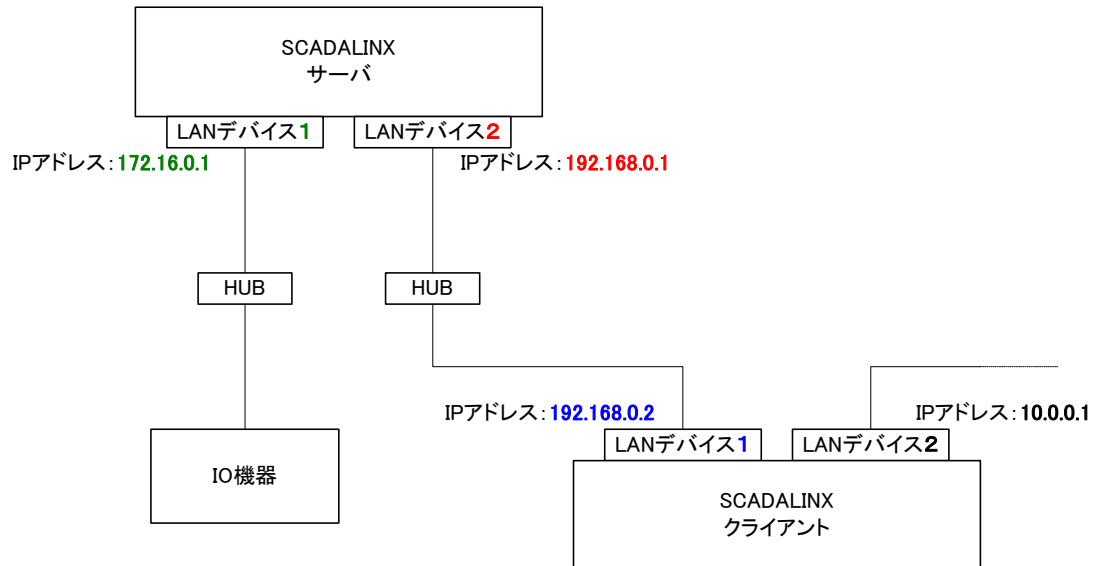 SCADALINX
サーバ
LANデバイス1
LANデバイス2
IPアドレス：172.16.0.1
IPアドレス：192.168.0.1
HUB
HUB
IPアドレス：192.168.0.2
IPアドレス：10.0.0.1
LANデバイス1
LANデバイス2
IO機器
SCADALINX
クライアント